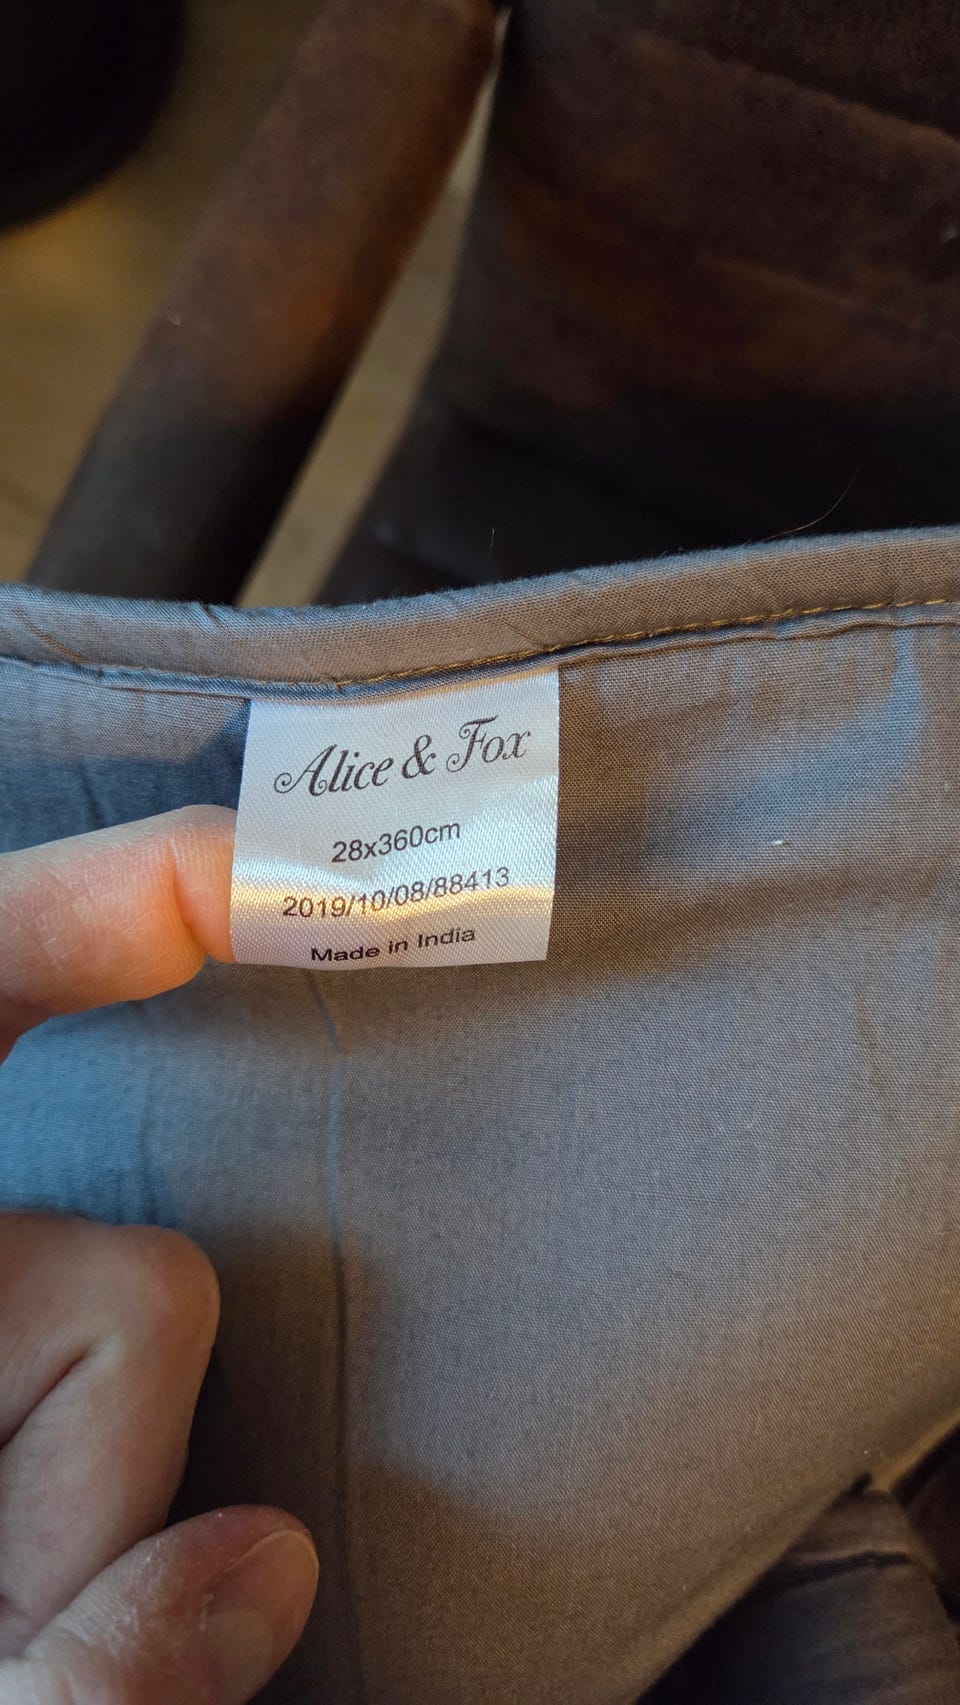 Alice & Fox
28x360cm
2019/10/08/88413
Made in India